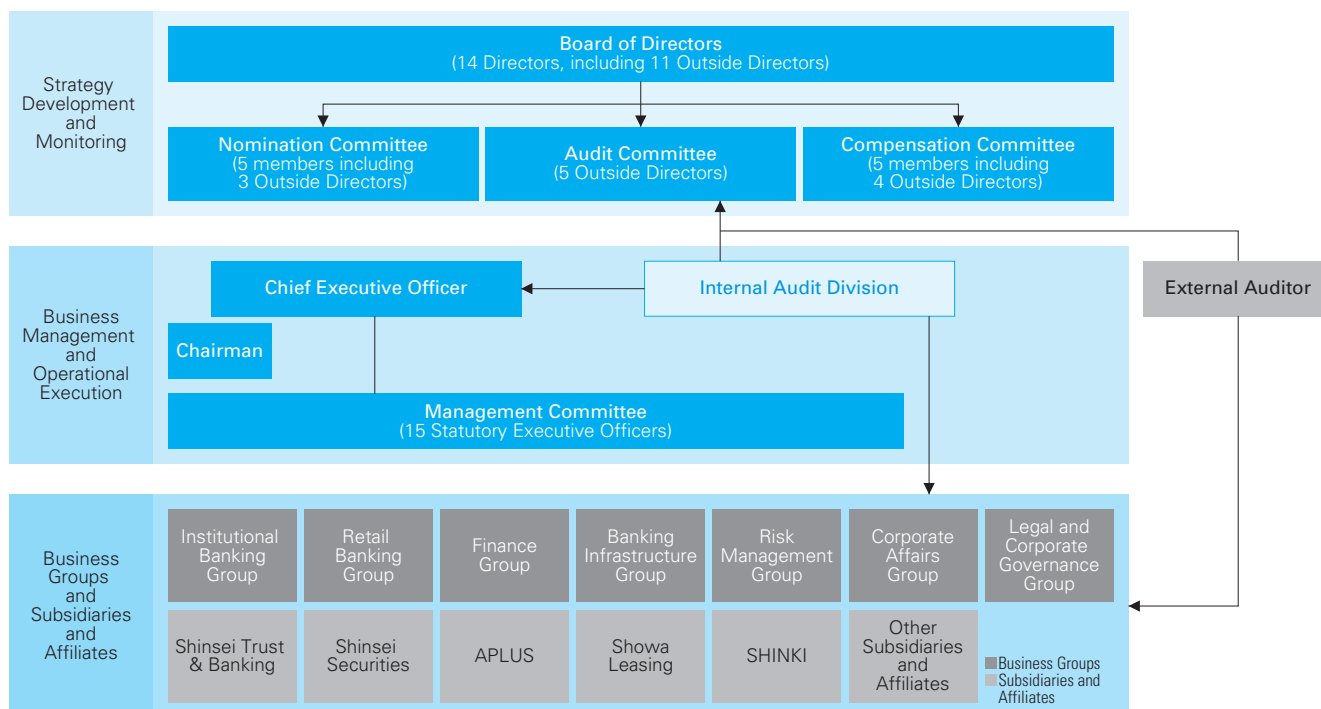 Board of Directors
(14 Directors, including 11 Outside Directors)
Strategy
Development
and
Monitoring
Nomination Committee
(5 members including
3 Outside Directors)
Audit Committee
(5 Outside Directors)
Compensation Committee
(5 members including
4 Outside Directors)
Business
Management
and
Operational
Execution
Chief Executive Officer
Internal Audit Division
External Auditor
Chairman
Management Committee
(15 Statutory Executive Officers)
Business
Groups
and
Subsidiaries
and
Affiliates
Institutional
Banking
Group
Retail
Banking
Group
Finance
Group
Banking
Infrastructure
Group
Risk
Management
Group
Corporate
Affairs
Group
Legal and
Corporate
Governance
Group
Shinsei Trust
& Banking
Shinsei
Securities
APLUS
Showa
Leasing
SHINKI
Other
Subsidiaries
and
Affiliates
Business Groups
Subsidiaries and
Affiliates